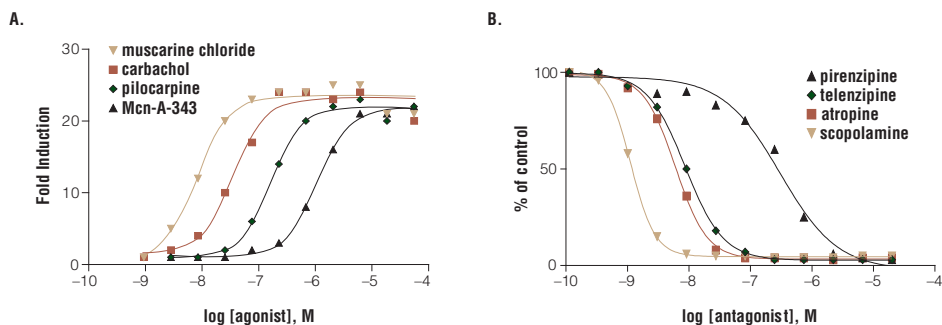 A.
30
20
10
0
Fold Induction
muscarine chloride
carbachol
pilocarpine
Mcn-A-343
−10
−9
−8
−7
−6
−5
−4
log [agonist], M
B.
100
50
0
% of control
pirenzipine
telenzipine
atropine
scopolamine
−10
−9
−8
−7
−6
−5
−4
log [antagonist], M